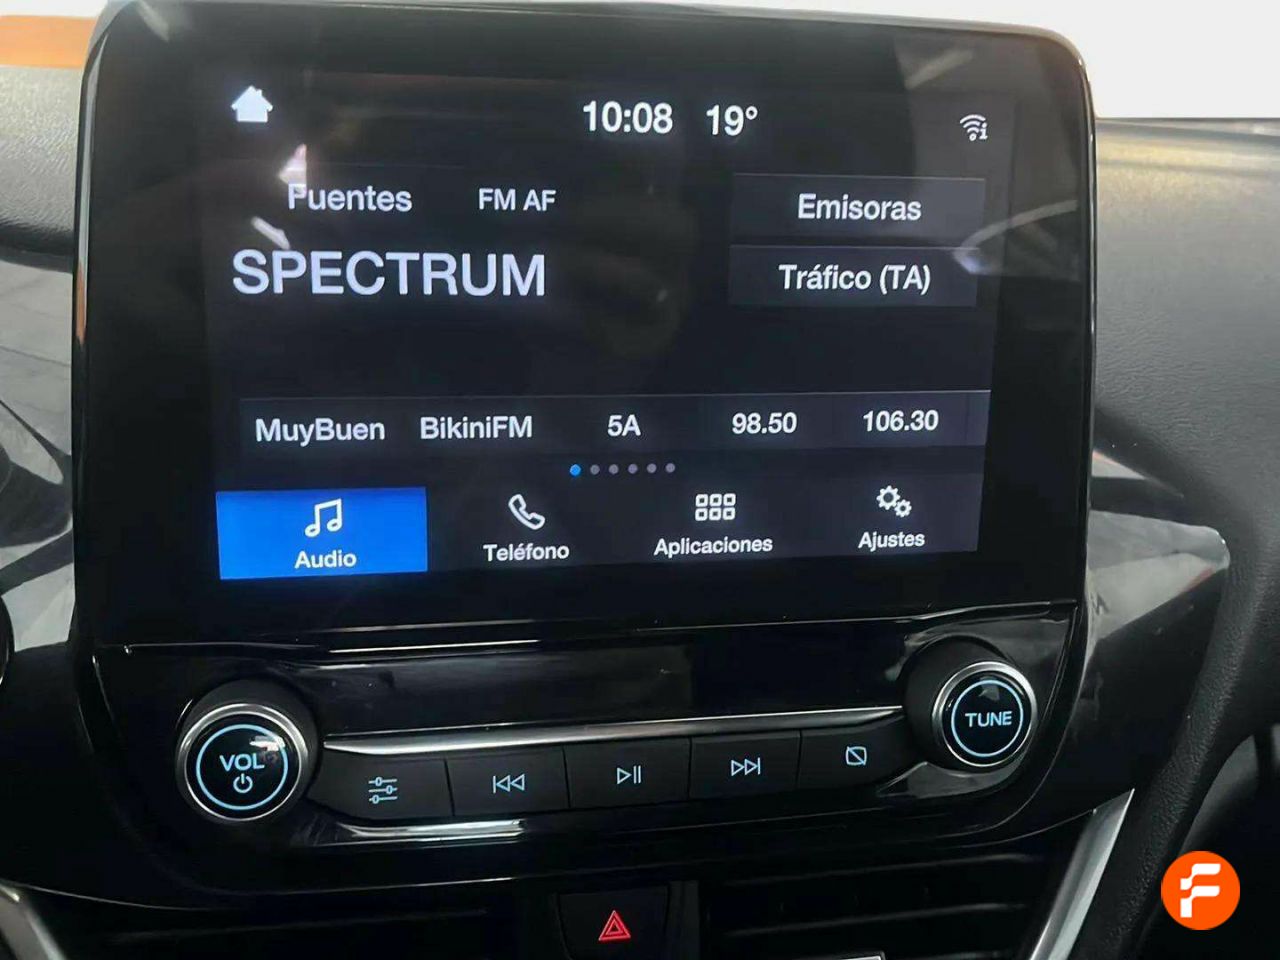 10:08 19°
Fuentes FM AF
Emisoras
SPECTRUM
Tráfico (TA)
MuyBuen BikiniFM 5A 98.50 106.30
Audio Teléfono Aplicaciones Ajustes
VOL
TUNE